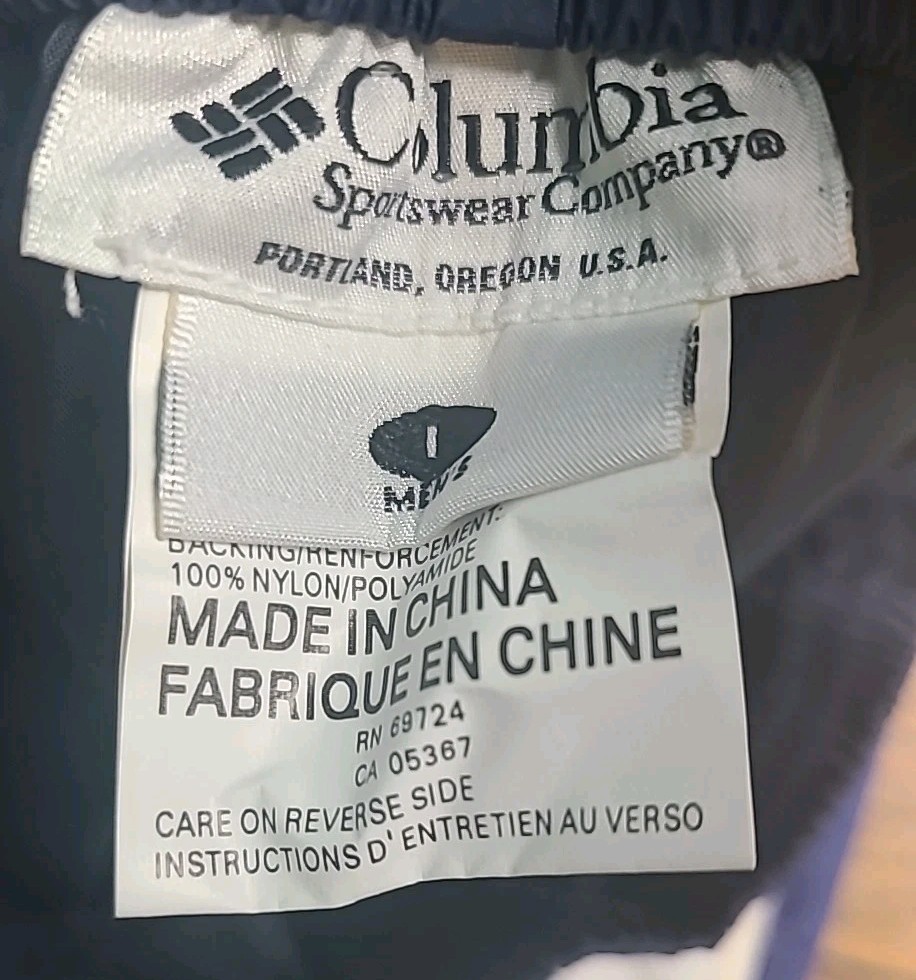 Columbia
Sportswear Company®
PORTLAND, OREGON U.S.A.
MEN'S
BACKING/RENFORCEMENT:
100% NYLON/POLYAMIDE
MADE IN CHINA
FABRIQUE EN CHINE
RN 69724
CA 05367
CARE ON REVERSE SIDE
INSTRUCTIONS D'ENTRETIEN AU VERSO